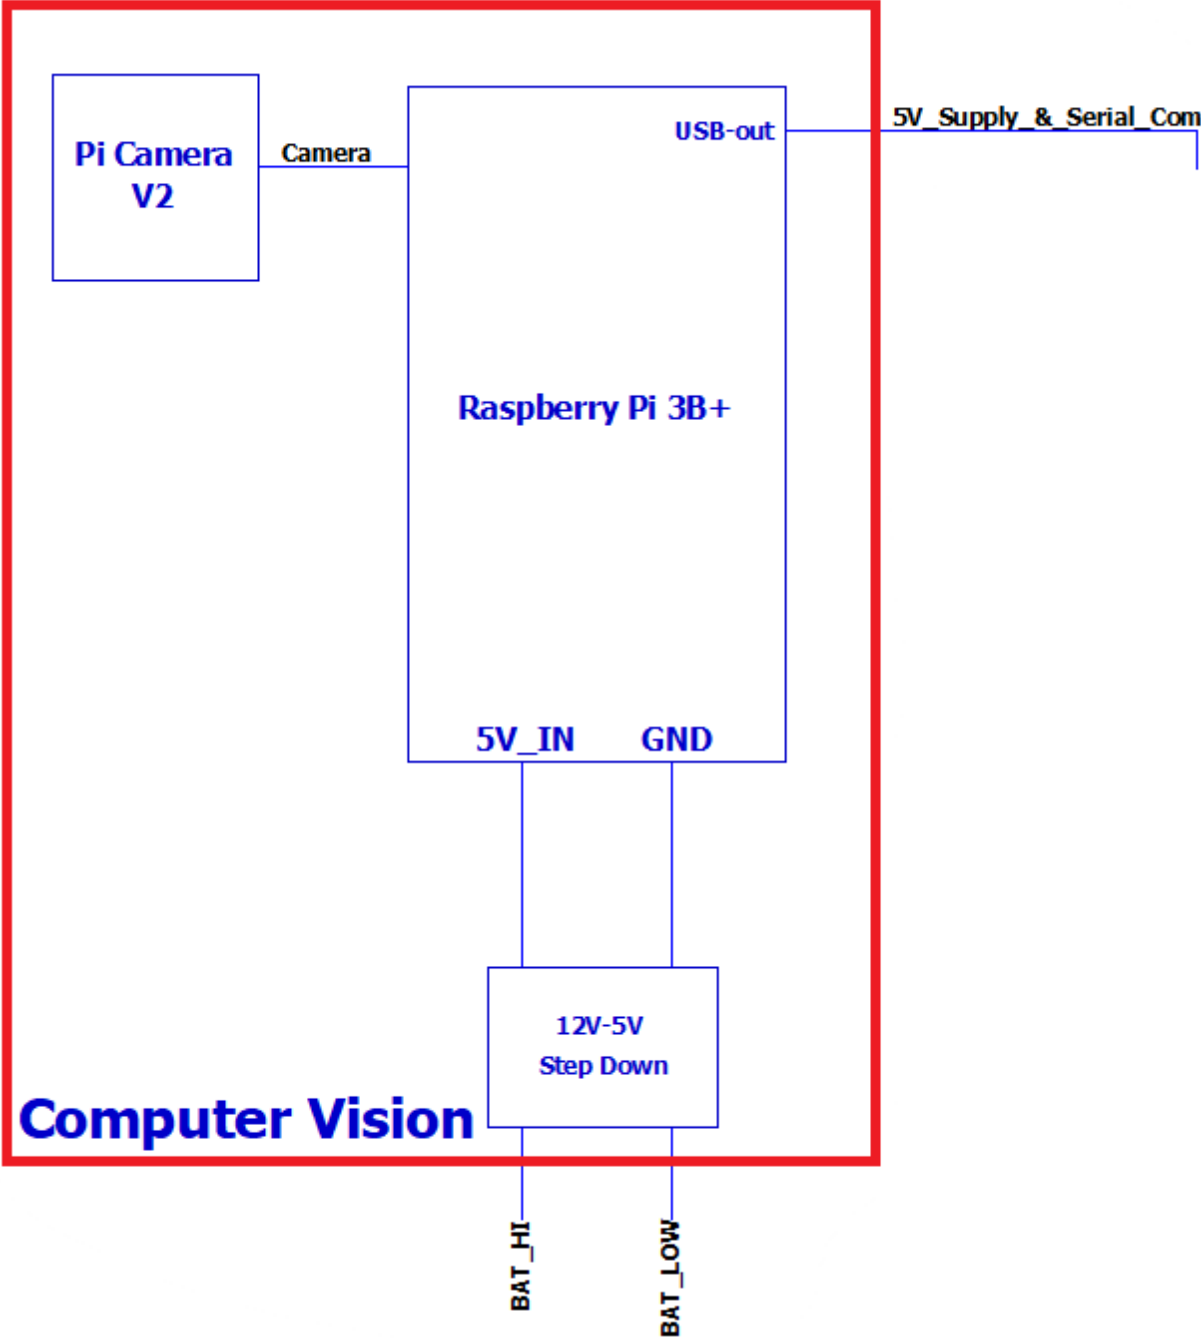 5V_Supply_&_Serial_Com
USB-out
Pi Camera
V2
Camera
Raspberry Pi 3B+
5V_IN
GND
12V-5V
Step Down
Computer Vision
BAT_HI
BAT_LOW